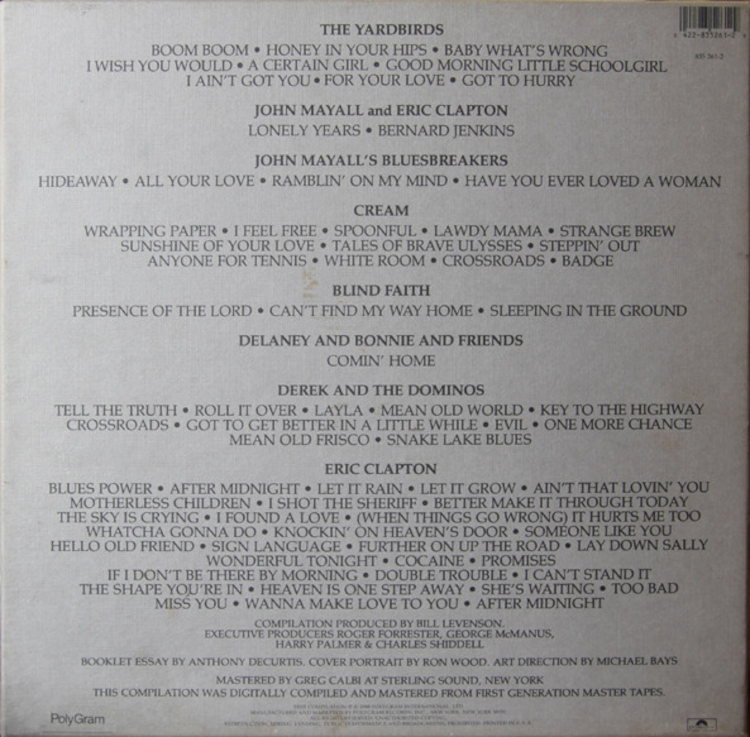 THE YARDBIRDS
BOOM BOOM • HONEY IN YOUR HIPS • BABY WHAT'S WRONG
I WISH YOU WOULD • A CERTAIN GIRL • GOOD MORNING LITTLE SCHOOLGIRL
I AIN'T GOT YOU • FOR YOUR LOVE • GOT TO HURRY
JOHN MAYALL and ERIC CLAPTON
LONELY YEARS • BERNARD JENKINS
JOHN MAYALL'S BLUESBREAKERS
HIDEAWAY • ALL YOUR LOVE • RAMBLIN' ON MY MIND • HAVE YOU EVER LOVED A WOMAN
CREAM
WRAPPING PAPER • I FEEL FREE • SPOONFUL • LAWDY MAMA • STRANGE BREW
SUNSHINE OF YOUR LOVE • TALES OF BRAVE ULYSSES • STEPPIN' OUT
ANYONE FOR TENNIS • WHITE ROOM • CROSSROADS • BADGE
BLIND FAITH
PRESENCE OF THE LORD • CAN'T FIND MY WAY HOME • SLEEPING IN THE GROUND
DELANEY AND BONNIE AND FRIENDS
COMIN' HOME
DEREK AND THE DOMINOS
TELL THE TRUTH • ROLL IT OVER • LAYLA • MEAN OLD WORLD • KEY TO THE HIGHWAY
CROSSROADS • GOT TO GET BETTER IN A LITTLE WHILE • EVIL • ONE MORE CHANCE
MEAN OLD FRISCO • SNAKE LAKE BLUES
ERIC CLAPTON
BLUES POWER • AFTER MIDNIGHT • LET IT RAIN • LET IT GROW • AIN'T THAT LOVIN' YOU
MOTHERLESS CHILDREN • I SHOT THE SHERIFF • BETTER MAKE IT THROUGH TODAY
THE SKY IS CRYING • I FOUND A LOVE • (WHEN THINGS GO WRONG) IT HURTS ME TOO
WHATCHA GONNA DO • KNOCKIN' ON HEAVEN'S DOOR • SOMEONE LIKE YOU
HELLO OLD FRIEND • SIGN LANGUAGE • FURTHER ON UP THE ROAD • LAY DOWN SALLY
WONDERFUL TONIGHT • COCAINE • PROMISES
IF I DON'T BE THERE BY MORNING • DOUBLE TROUBLE • I CAN'T STAND IT
THE SHAPE YOU'RE IN • HEAVEN IS ONE STEP AWAY • SHE'S WAITING • TOO BAD
MISS YOU • WANNA MAKE LOVE TO YOU • AFTER MIDNIGHT
COMPILATION PRODUCED BY BILL LEVENSON.
EXECUTIVE PRODUCERS ROGER FORRESTER, GEORGE McMANUS,
HARRY PALMER & CHARLES SHIDDELL
BOOKLET ESSAY BY ANTHONY DECURTIS. COVER PORTRAIT BY RON WOOD. ART DIRECTION BY MICHAEL BAYS
MASTERED BY GREG CALBI AT STERLING SOUND, NEW YORK
THIS COMPILATION WAS DIGITALLY COMPILED AND MASTERED FROM FIRST GENERATION MASTER TAPES.
PolyGram